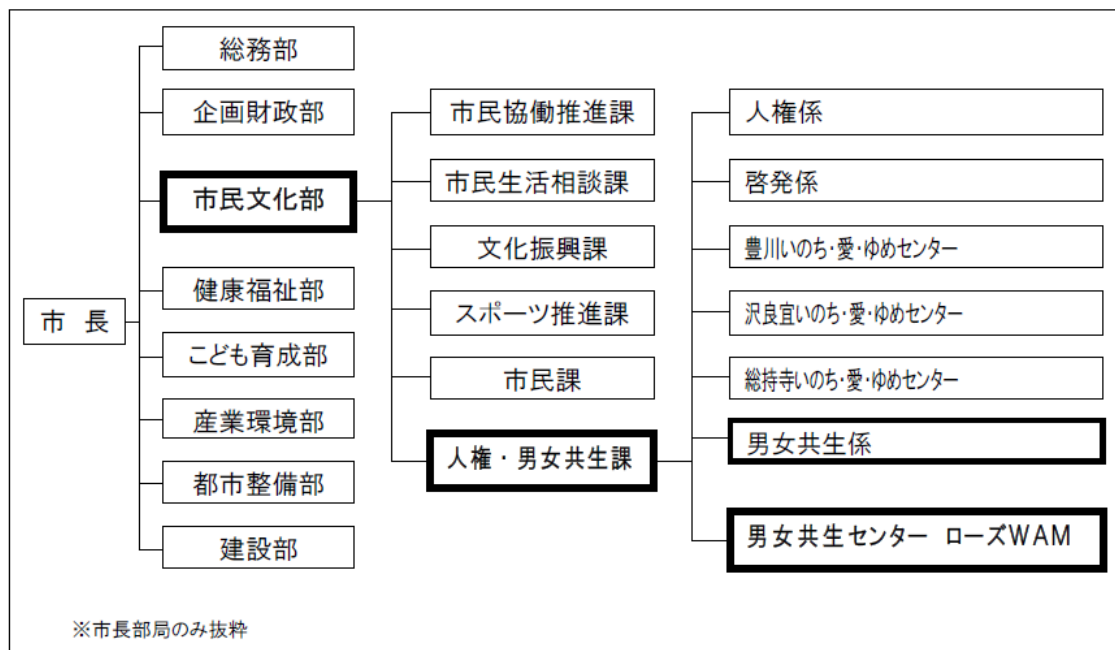 市 長
総務部
企画財政部
市民文化部
健康福祉部
こども育成部
産業環境部
都市整備部
建設部
市民協働推進課
市民生活相談課
文化振興課
スポーツ推進課
市民課
人権・男女共生課
人権係
啓発係
豊川いのち・愛・ゆめセンター
沢良宜いのち・愛・ゆめセンター
総持寺いのち・愛・ゆめセンター
男女共生係
男女共生センター ローズWAM
※市長部局のみ抜粋